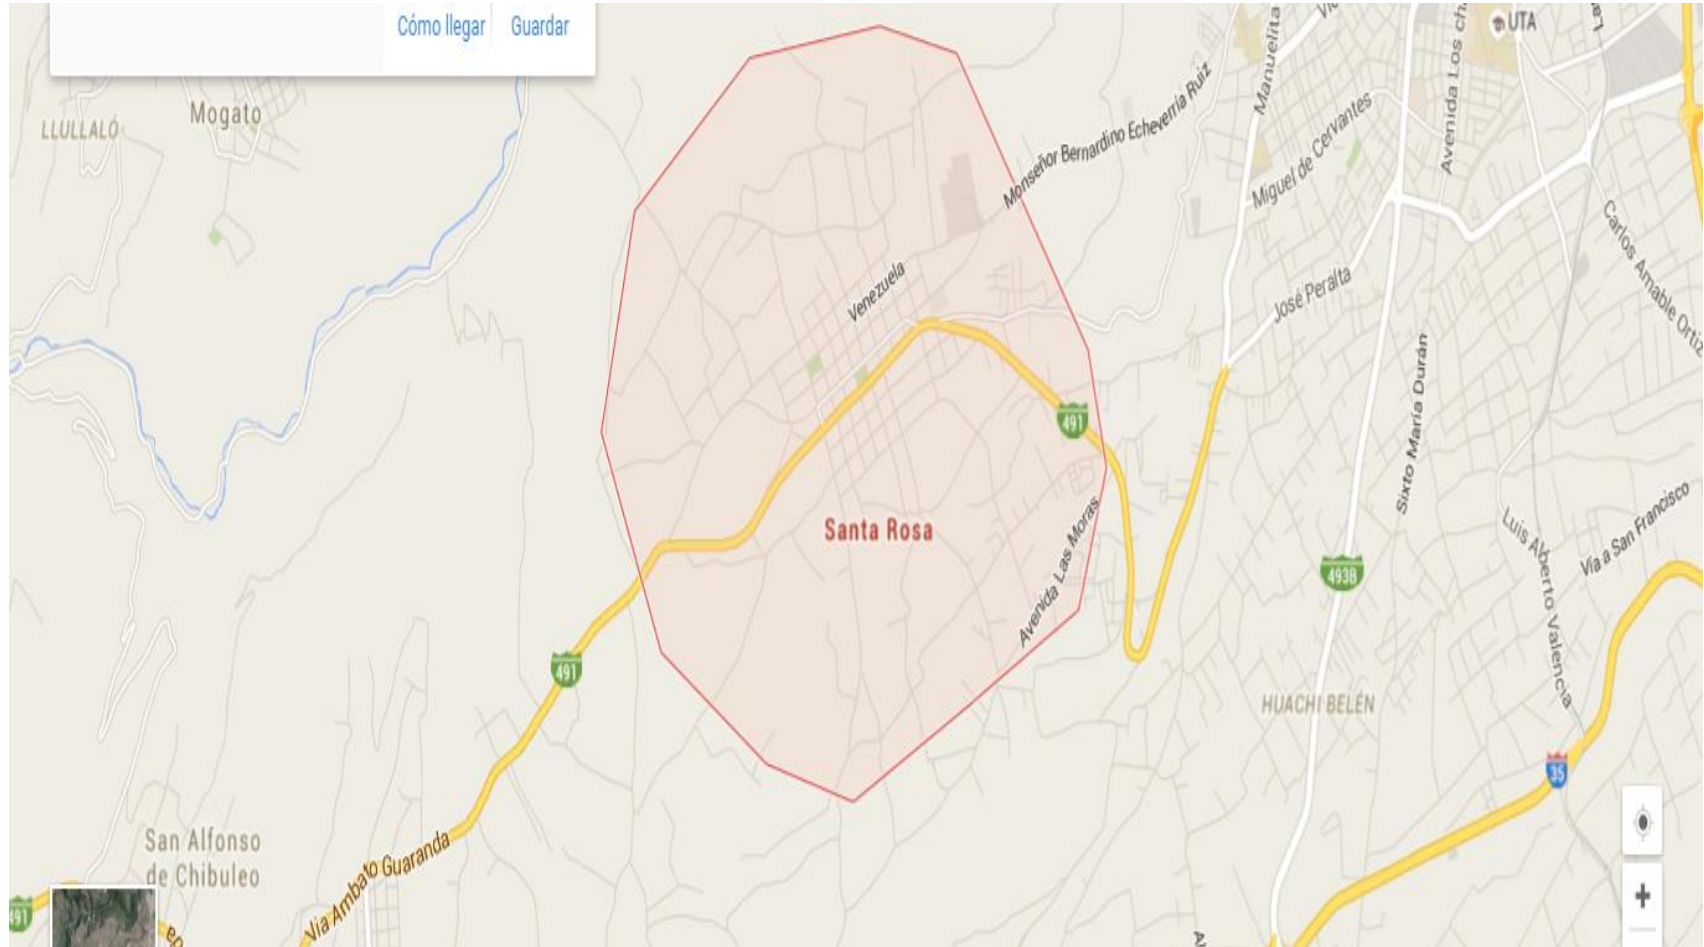 Cómo llegar
Guardar
Mogato
LLULLALÓ
Manuelita
UTA
Avenida Los
Monseñor Bernardino Echeverría Ruiz
Miguel de Cervantes
Carlos Amable Ortiz
Venezuela
José Peralta
Sixto María Durán
491
Santa Rosa
Avenida Las Moras
Luis Alberto Valencia
Vía a San Francisco
493B
491
HUACHI BELÉN
35
San Alfonso
de Chibuleo
Vía Ambato Guaranda
491
+